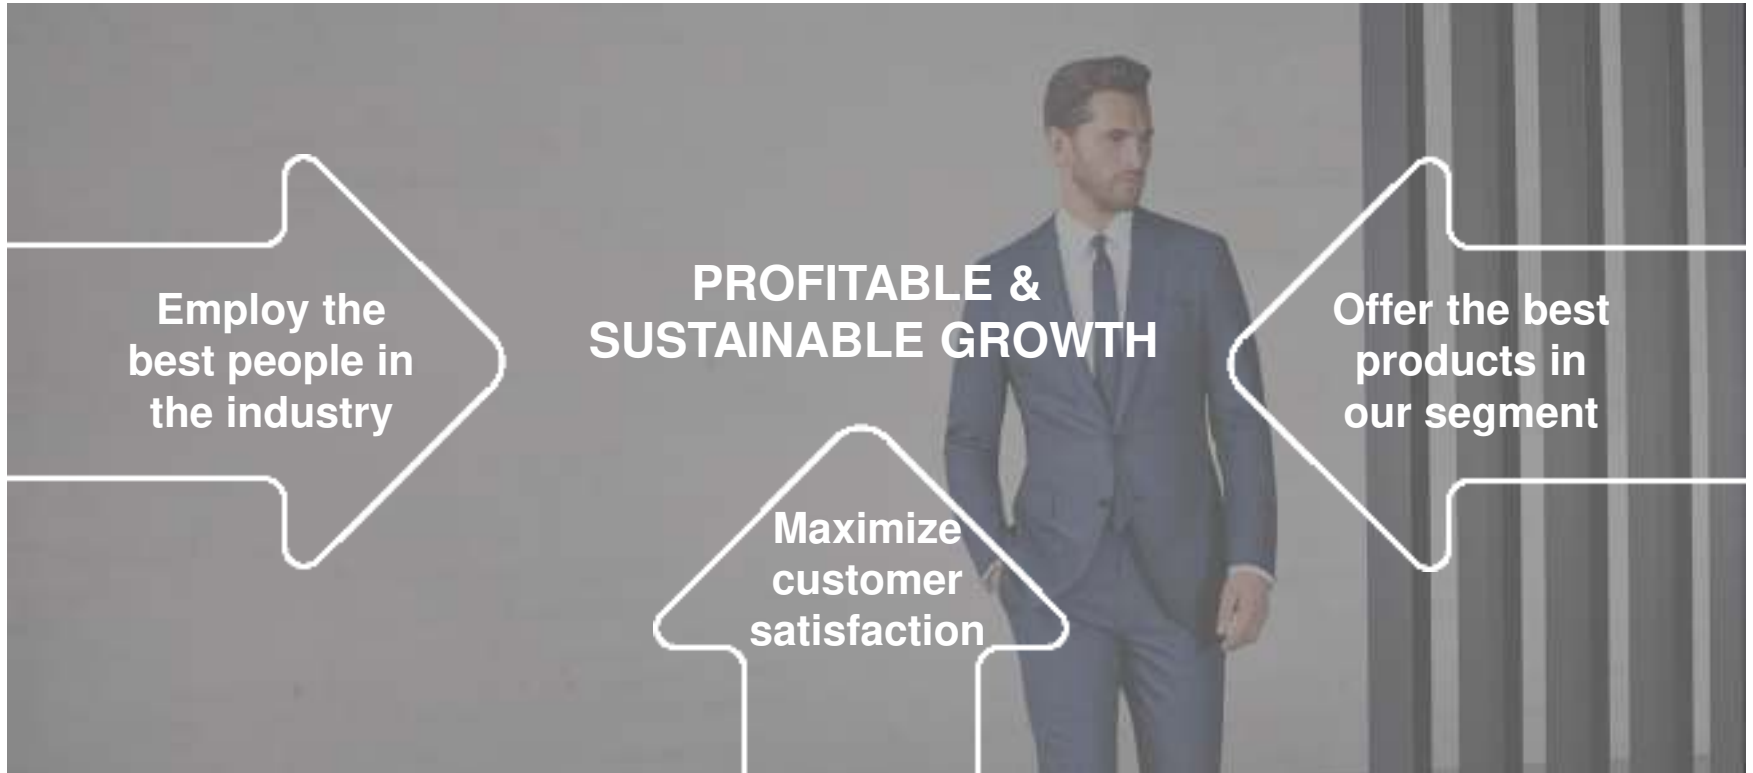 PROFITABLE &
SUSTAINABLE GROWTH
Employ the
best people in
the industry
Offer the best
products in
our segment
Maximize
customer
satisfaction